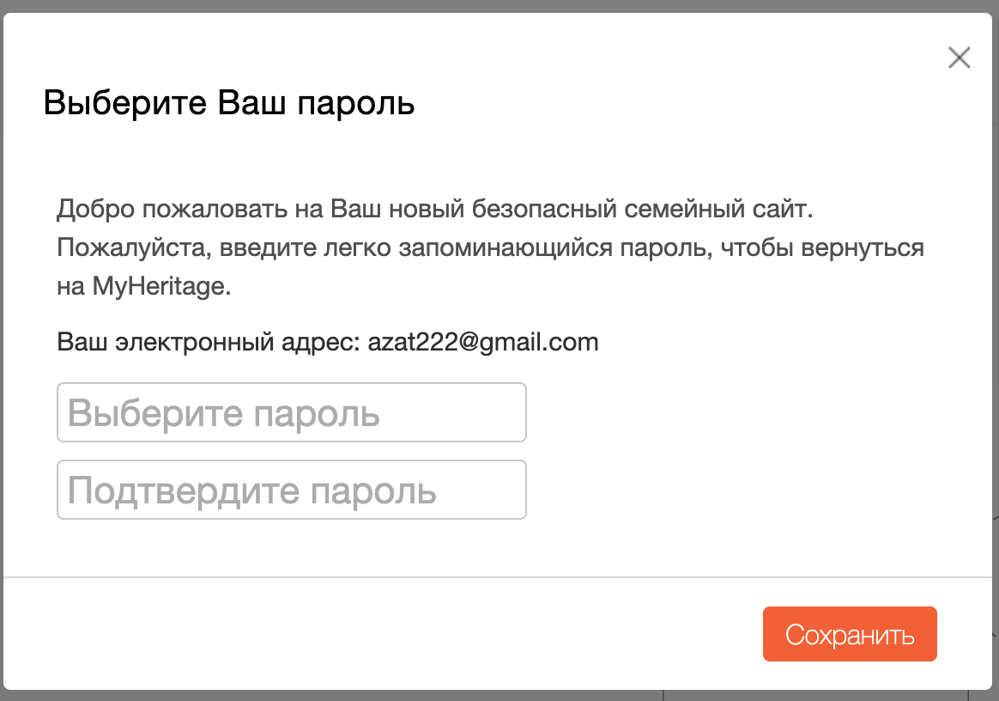 Выберите Ваш пароль
Добро пожаловать на Ваш новый безопасный семейный сайт.
Пожалуйста, введите легко запоминающийся пароль, чтобы вернуться
на MyHeritage.
Ваш электронный адрес: azat222@gmail.com
Выберите пароль
Подтвердите пароль
Сохранить